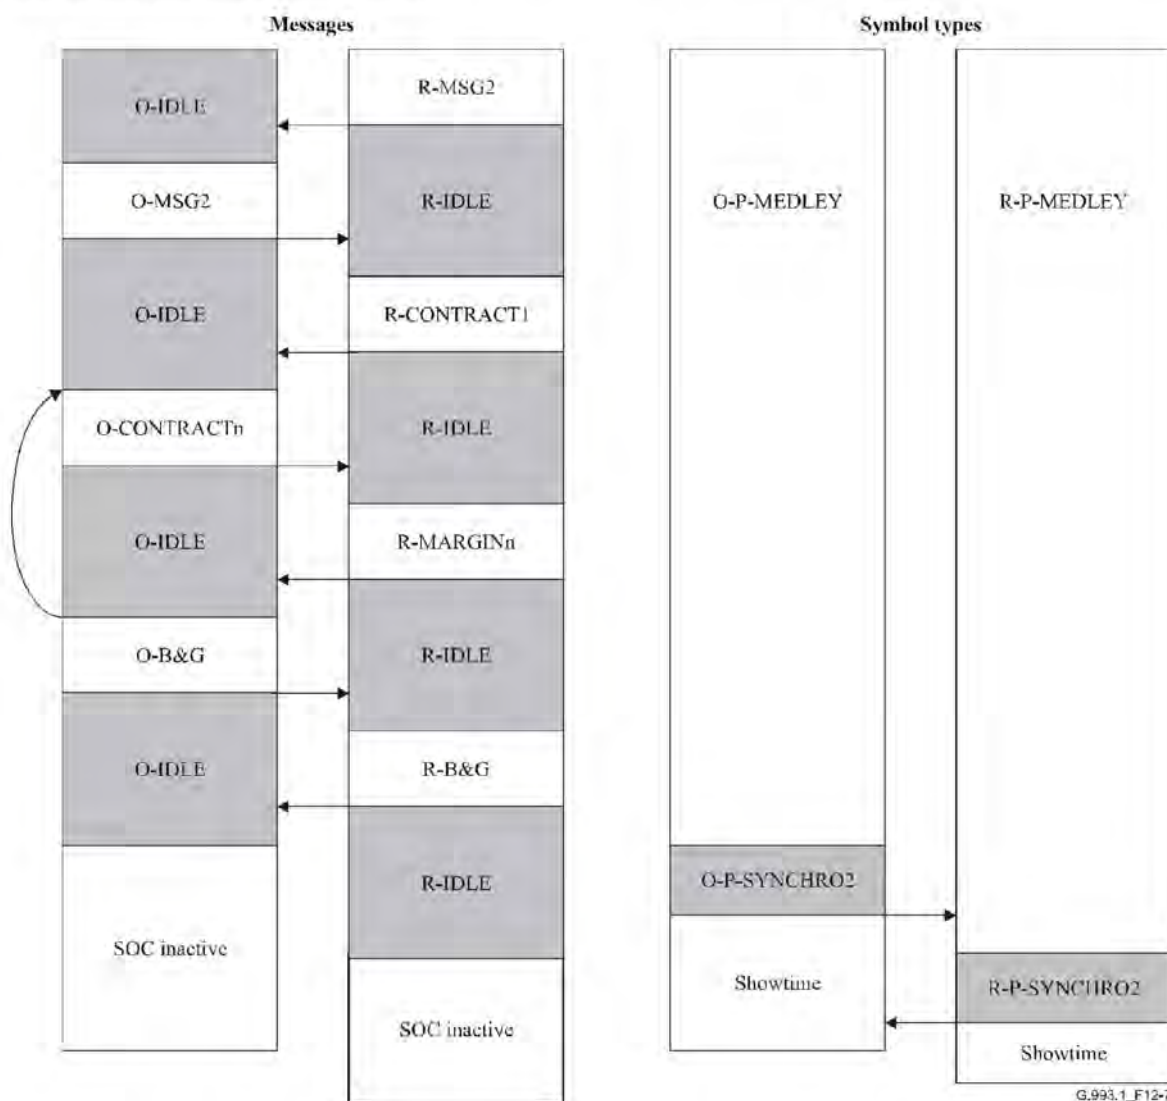 Messages
Symbol types
O-IDLE
R-MSG2
O-MSG2
R-IDLE
O-P-MEDLEY
R-P-MEDLEY
O-IDLE
R-CONTRACT1
O-CONTRACTn
R-IDLE
O-IDLE
R-MARGINn
O-B&G
R-IDLE
O-IDLE
R-B&G
R-IDLE
O-P-SYNCHRO2
SOC inactive
Showtime
R-P-SYNCHRO2
SOC inactive
Showtime